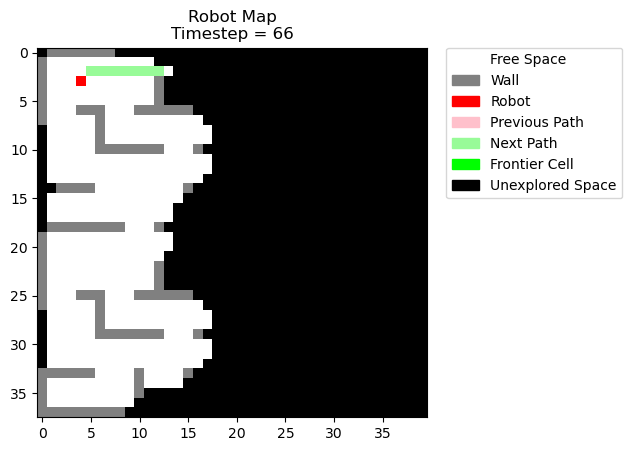 Robot Map
Timestep = 66
Free Space
Wall
Robot
Previous Path
Next Path
Frontier Cell
Unexplored Space
0
5
10
15
20
25
30
35
0 5 10 15 20 25 30 35